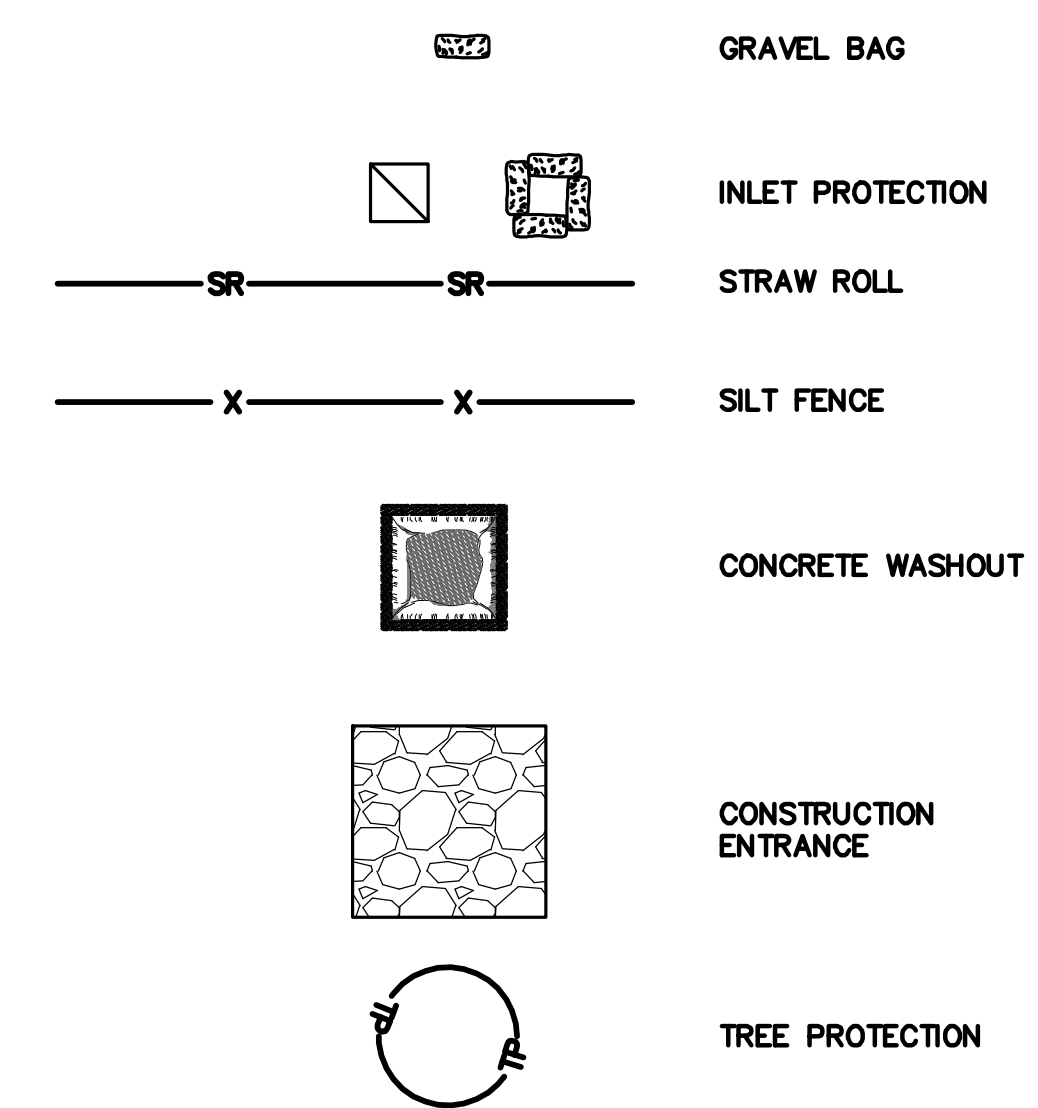 GRAVEL BAG
INLET PROTECTION
SR SR STRAW ROLL
X X SILT FENCE
CONCRETE WASHOUT
CONSTRUCTION
ENTRANCE
TP
TP
TREE PROTECTION